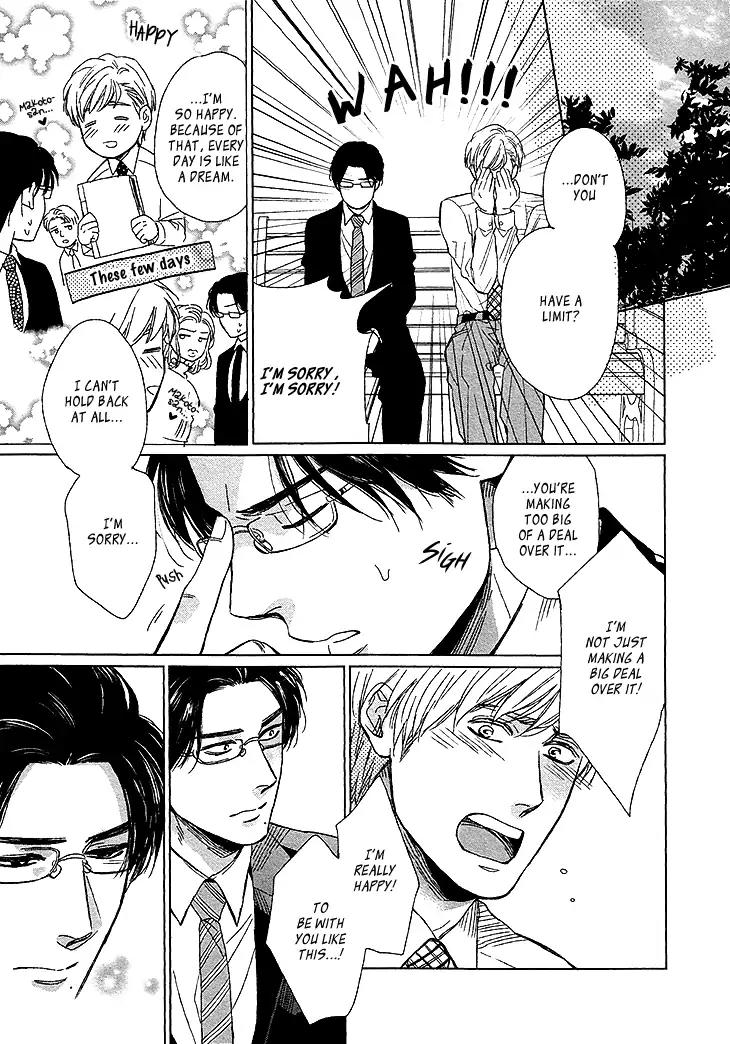 WAH!!!
...DON'T
YOU
HAVE A
LIMIT?
I'M SORRY,
I'M SORRY!
HAPPY
...I'M
SO HAPPY.
BECAUSE OF
THAT, EVERY
DAY IS LIKE
A DREAM.
Makoto-
san...
These few days
Makoto-
san...
I CAN'T
HOLD BACK
AT ALL...
I'M
SORRY...
...YOU'RE
MAKING
TOO BIG
OF A DEAL
OVER IT...
SIGH
PUSH
I'M
NOT JUST
MAKING A
BIG DEAL
OVER IT!
I'M
REALLY
HAPPY!
TO
BE WITH
YOU LIKE
THIS...!